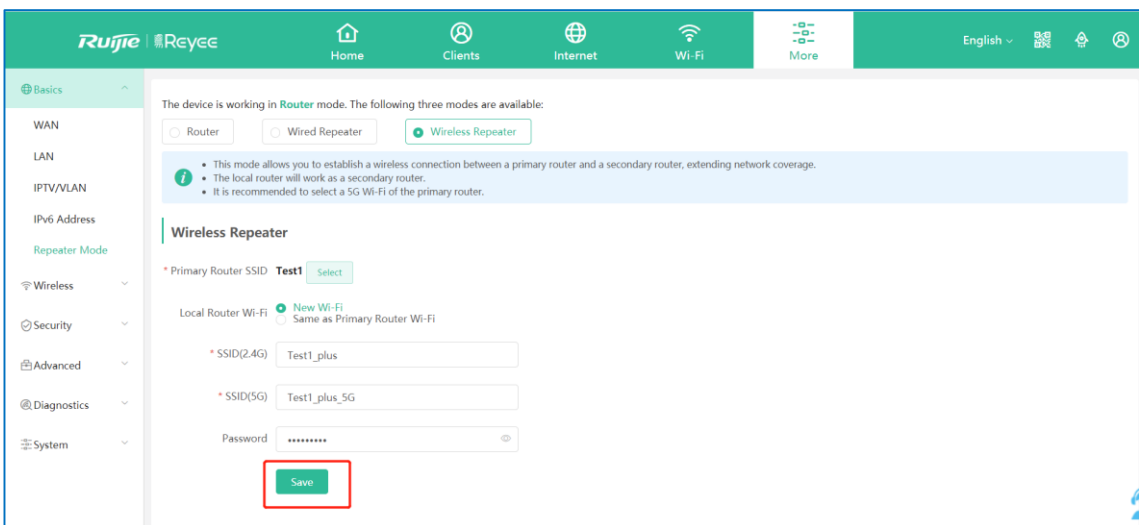 Ruijie Reyee
Home
Clients
Internet
Wi-Fi
More
English
Basics
WAN
LAN
IPTV/VLAN
IPv6 Address
Repeater Mode
Wireless
Security
Advanced
Diagnostics
System
The device is working in Router mode. The following three modes are available:
Router
Wired Repeater
Wireless Repeater
• This mode allows you to establish a wireless connection between a primary router and a secondary router, extending network coverage.
• The local router will work as a secondary router.
• It is recommended to select a 5G Wi-Fi of the primary router.
Wireless Repeater
* Primary Router SSID Test1 Select
Local Router Wi-Fi New Wi-Fi
Same as Primary Router Wi-Fi
* SSID(2.4G) Test1_plus
* SSID(5G) Test1_plus_5G
Password •••••••••
Save